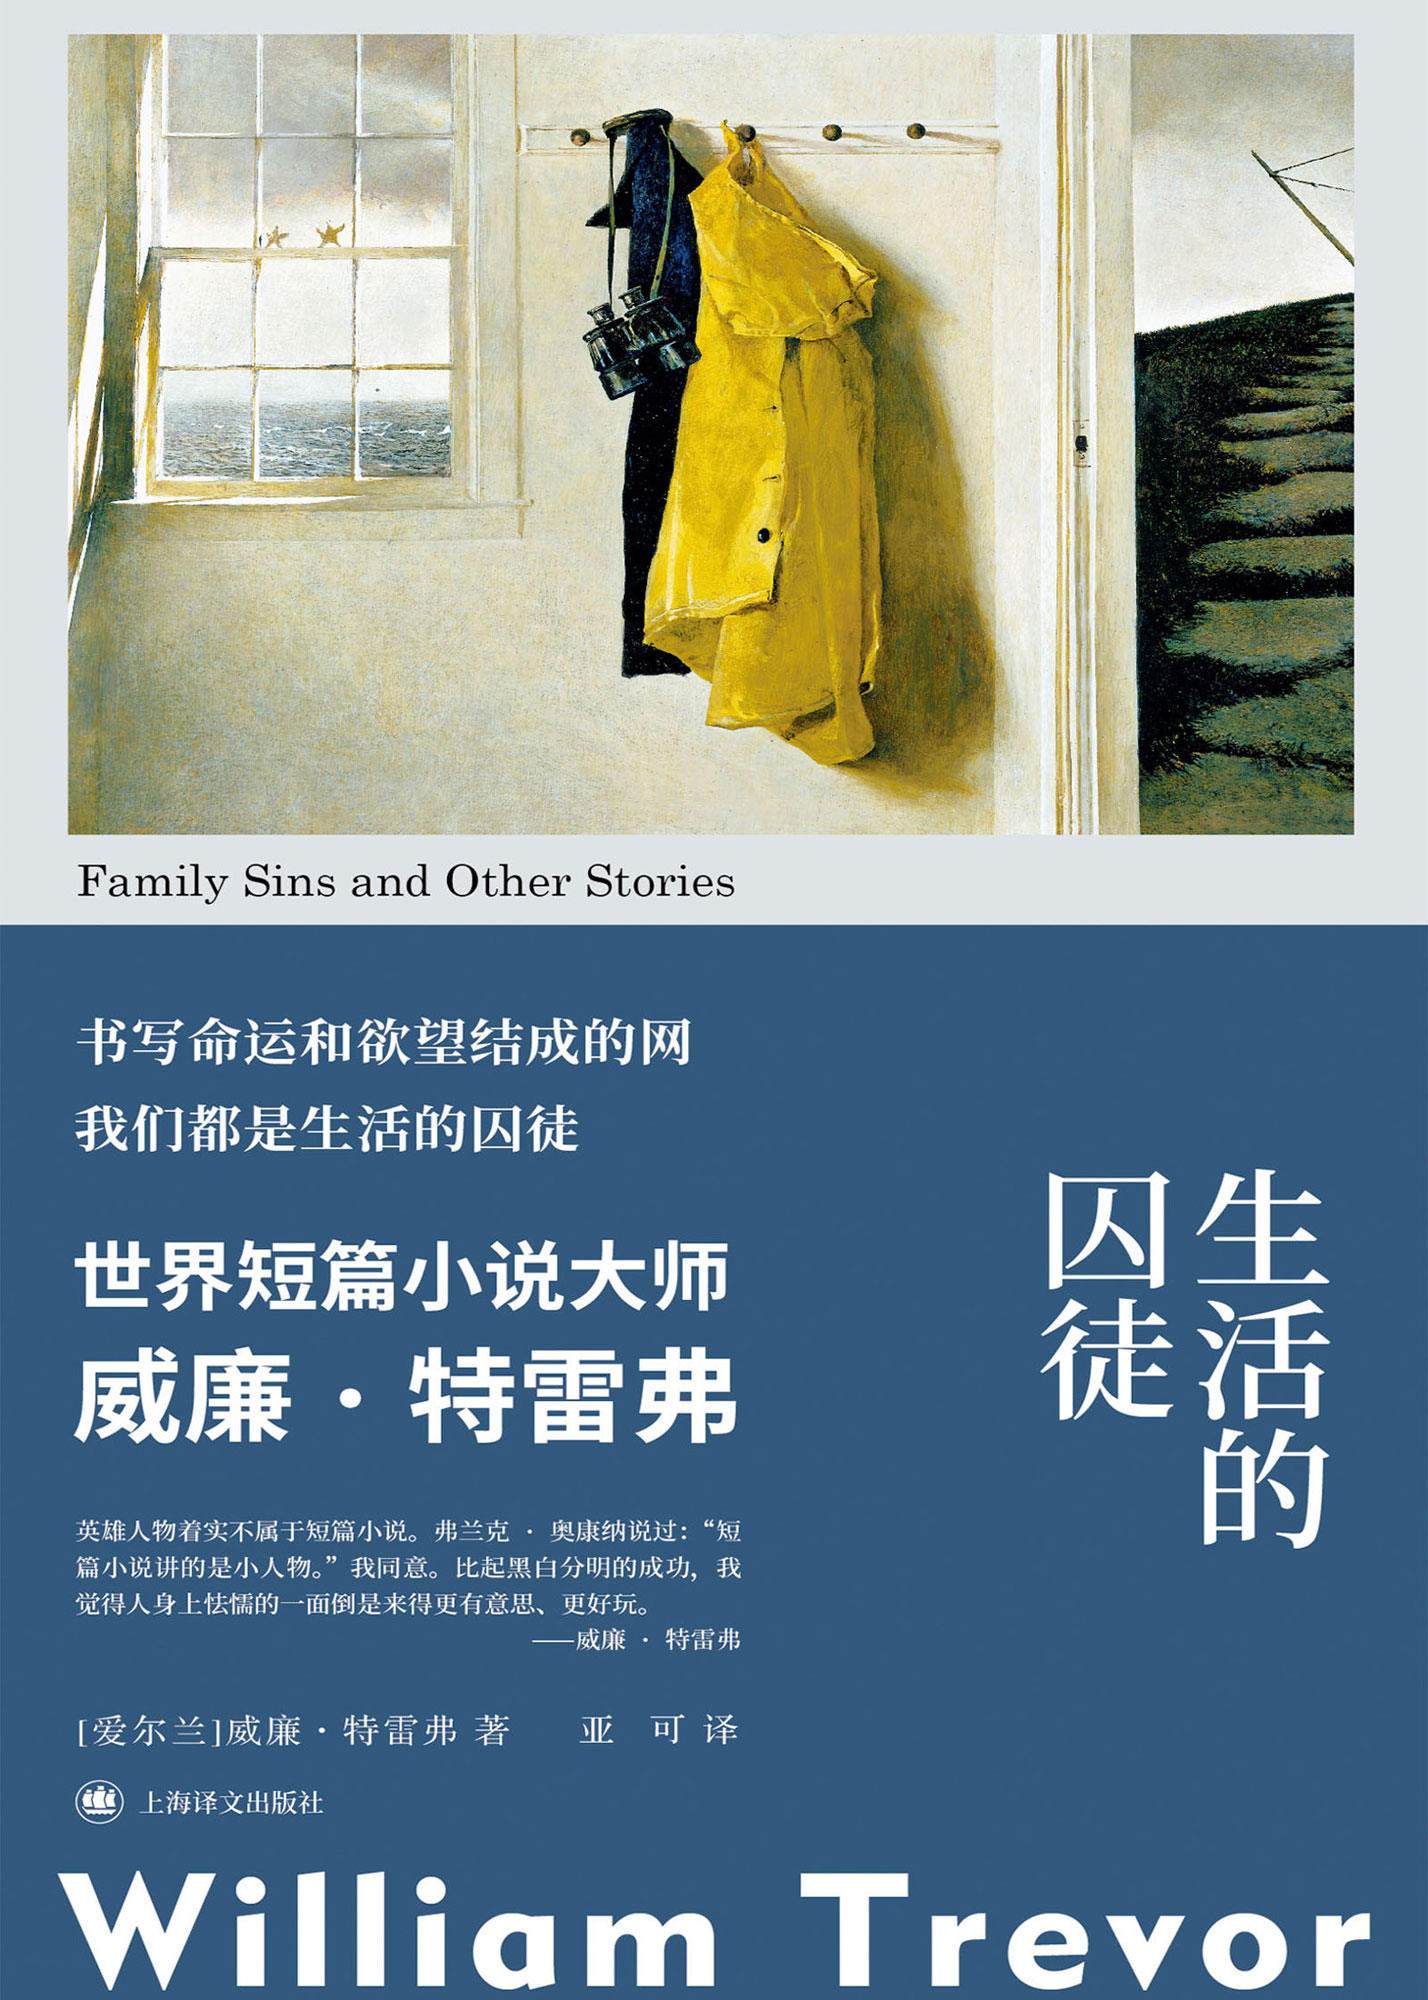 Family Sins and Other Stories
书写命运和欲望结成的网
我们都是生活的囚徒
世界短篇小说大师
威廉·特雷弗
生活的
囚徒
英雄人物着实不属于短篇小说。弗兰克 · 奥康纳说过：“短
篇小说讲的是小人物。”我同意。比起黑白分明的成功，我
觉得人身上怯懦的一面倒是来得更有意思、更好玩。
——威廉 · 特雷弗
[爱尔兰]威廉·特雷弗 著 亚 可 译
上海译文出版社
William Trevor